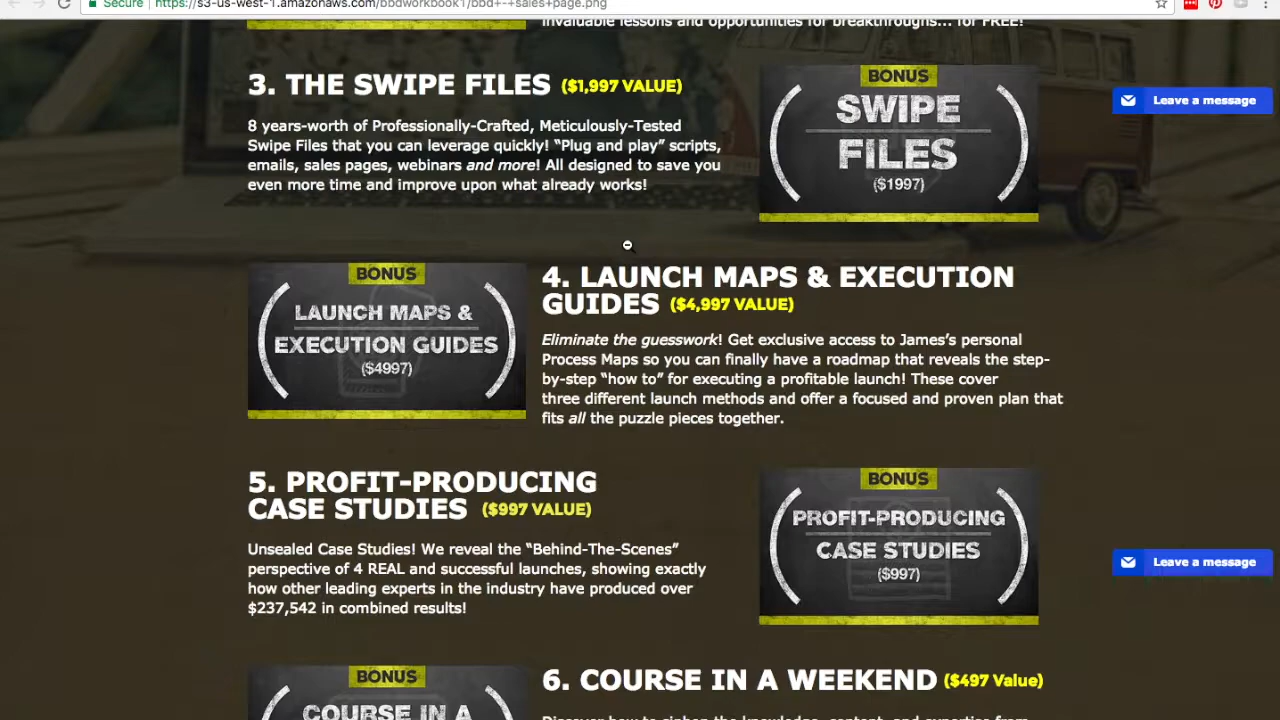 Secure https://s3-us-west-1.amazonaws.com/bbdworkbook1/bbd+-+sales+page.png
invaluable lessons and opportunities for breakthroughs... for FREE!
3. THE SWIPE FILES ($1,997 VALUE)
8 years-worth of Professionally-Crafted, Meticulously-Tested
Swipe Files that you can leverage quickly! “Plug and play” scripts,
emails, sales pages, webinars and more! All designed to save you
even more time and improve upon what already works!
BONUS
SWIPE
FILES
($1997)
Leave a message
BONUS
LAUNCH MAPS &
EXECUTION GUIDES
($4997)
4. LAUNCH MAPS & EXECUTION
GUIDES ($4,997 VALUE)
Eliminate the guesswork! Get exclusive access to James’s personal
Process Maps so you can finally have a roadmap that reveals the step-
by-step “how to” for executing a profitable launch! These cover
three different launch methods and offer a focused and proven plan that
fits all the puzzle pieces together.
5. PROFIT-PRODUCING
CASE STUDIES ($997 VALUE)
Unsealed Case Studies! We reveal the “Behind-The-Scenes”
perspective of 4 REAL and successful launches, showing exactly
how other leading experts in the industry have produced over
$237,542 in combined results!
BONUS
PROFIT-PRODUCING
CASE STUDIES
($997)
Leave a message
BONUS
COURSE IN A
6. COURSE IN A WEEKEND ($497 Value)
Discover how to siphon the knowledge, content, and expertise from